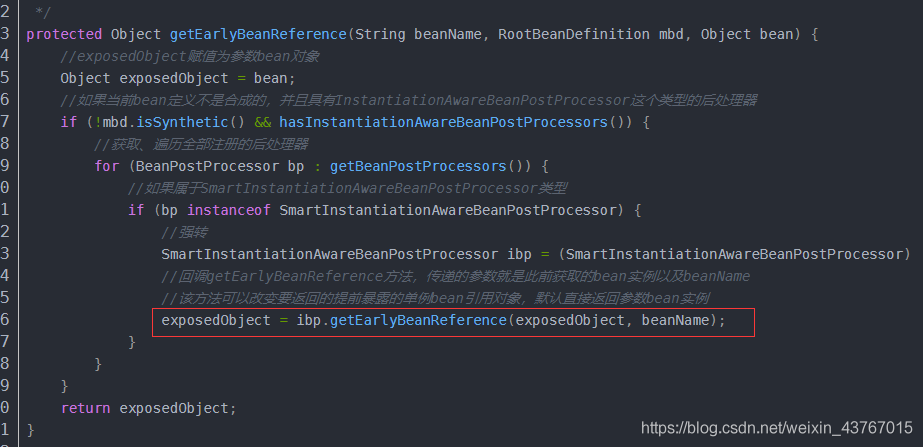 2 */
3 protected Object getEarlyBeanReference(String beanName, RootBeanDefinition mbd, Object bean) {
4 //exposedObject赋值为参数bean对象
5 Object exposedObject = bean;
6 //如果当前bean定义不是合成的，并且具有InstantiationAwareBeanPostProcessor这个类型的后处理器
7 if (!mbd.isSynthetic() && hasInstantiationAwareBeanPostProcessors()) {
8 //获取、遍历全部注册的后处理器
9 for (BeanPostProcessor bp : getBeanPostProcessors()) {
0 //如果属于SmartInstantiationAwareBeanPostProcessor类型
1 if (bp instanceof SmartInstantiationAwareBeanPostProcessor) {
2 //强转
3 SmartInstantiationAwareBeanPostProcessor ibp = (SmartInstantiationAwareBeanPostProcessor)
4 //回调getEarlyBeanReference方法，传递的参数就是此前获取的bean实例以及beanName
5 //该方法可以改变要返回的提前暴露的单例bean引用对象，默认直接返回参数bean实例
6 exposedObject = ibp.getEarlyBeanReference(exposedObject, beanName);
7 }
8 }
9 }
0 return exposedObject;
1 }
https://blog.csdn.net/weixin_43767015